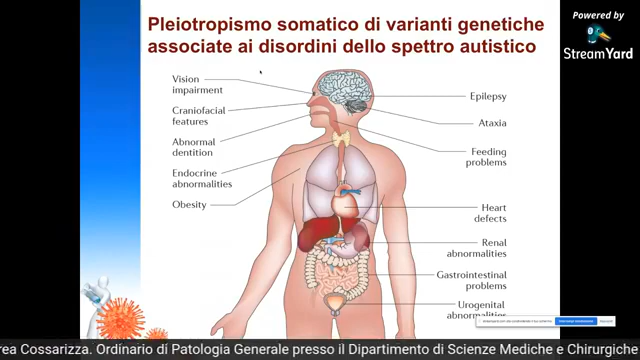 Pleiotropismo somatico di varianti genetiche
associate ai disordini dello spettro autistico
Powered by
StreamYard
Vision
impairment
Craniofacial
features
Abnormal
dentition
Endocrine
abnormalities
Obesity
Epilepsy
Ataxia
Feeding
problems
Heart
defects
Renal
abnormalities
Gastrointestinal
problems
Urogenital
abnormalities
rea Cossarizza. Ordinario di Patologia Generale presso il Dipartimento di Scienze Mediche e Chirurgiche